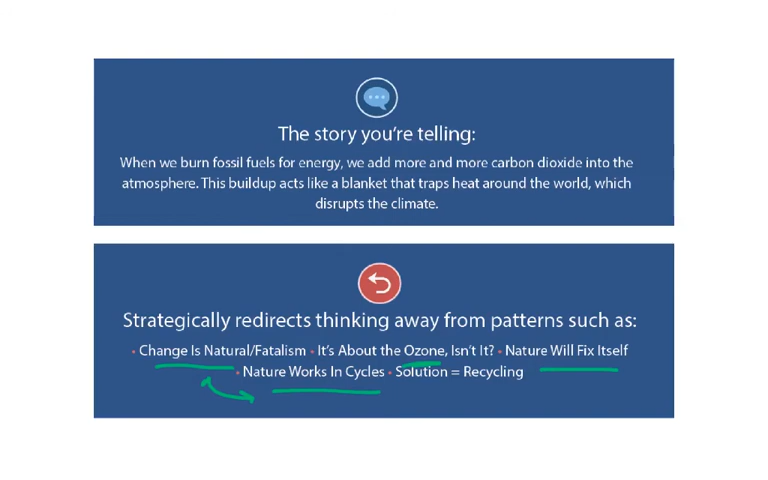 The story you're telling:
When we burn fossil fuels for energy, we add more and more carbon dioxide into the
atmosphere. This buildup acts like a blanket that traps heat around the world, which
disrupts the climate.
Strategically redirects thinking away from patterns such as:
• Change Is Natural/Fatalism • It's About the Ozone, Isn't It? • Nature Will Fix Itself
• Nature Works In Cycles • Solution = Recycling